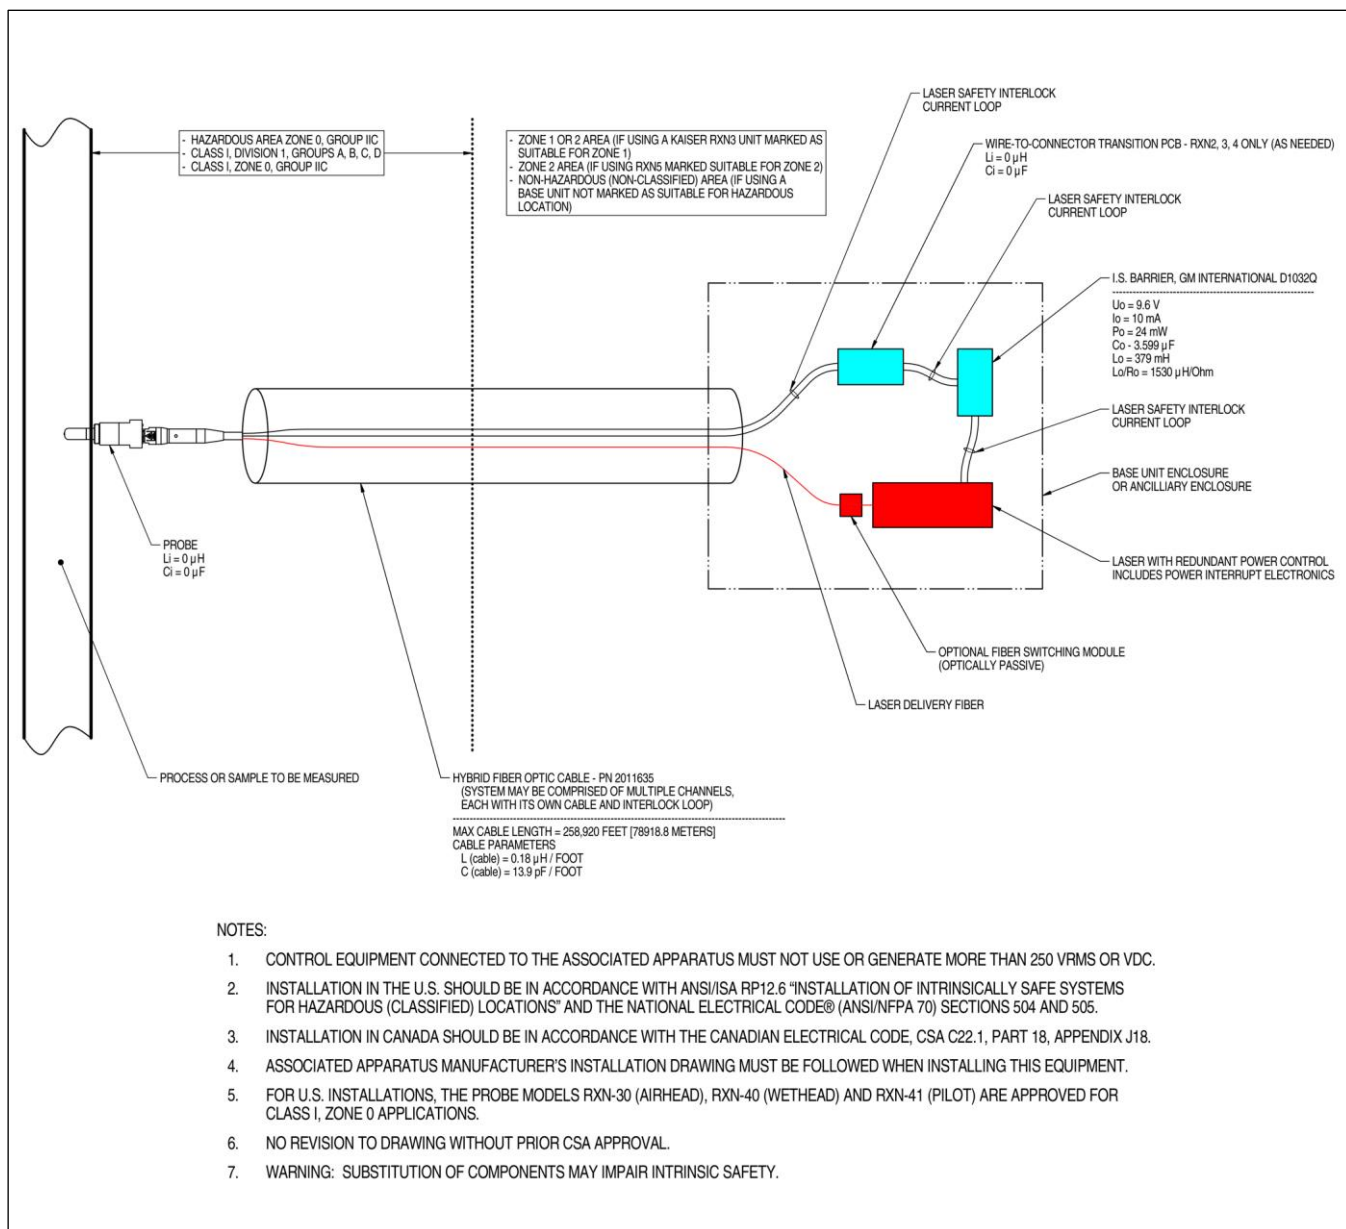 - HAZARDOUS AREA ZONE 0, GROUP IIC
- CLASS I, DIVISION 1, GROUPS A, B, C, D
- CLASS I, ZONE 0, GROUP IIC
- ZONE 1 OR 2 AREA (IF USING A KAISER RXN3 UNIT MARKED AS
SUITABLE FOR ZONE 1)
- ZONE 2 AREA (IF USING RXN5 MARKED SUITABLE FOR ZONE 2)
- NON-HAZARDOUS (NON-CLASSIFIED) AREA (IF USING A
BASE UNIT NOT MARKED AS SUITABLE FOR HAZARDOUS
LOCATION)
LASER SAFETY INTERLOCK
CURRENT LOOP
WIRE-TO-CONNECTOR TRANSITION PCB - RXN2, 3, 4 ONLY (AS NEEDED)
Li = 0 µH
Ci = 0 µF
LASER SAFETY INTERLOCK
CURRENT LOOP
I.S. BARRIER, GM INTERNATIONAL D1032Q
Uo = 9.6 V
Io = 10 mA
Po = 24 mW
Co - 3.599 µF
Lo = 379 mH
Lo/Ro = 1530 µH/Ohm
LASER SAFETY INTERLOCK
CURRENT LOOP
BASE UNIT ENCLOSURE
OR ANCILLIARY ENCLOSURE
PROBE
Li = 0 µH
Ci = 0 µF
LASER WITH REDUNDANT POWER CONTROL
INCLUDES POWER INTERRUPT ELECTRONICS
OPTIONAL FIBER SWITCHING MODULE
(OPTICALLY PASSIVE)
LASER DELIVERY FIBER
PROCESS OR SAMPLE TO BE MEASURED
HYBRID FIBER OPTIC CABLE - PN 2011635
(SYSTEM MAY BE COMPRISED OF MULTIPLE CHANNELS,
EACH WITH ITS OWN CABLE AND INTERLOCK LOOP)
MAX CABLE LENGTH = 258,920 FEET [78918.8 METERS]
CABLE PARAMETERS
L (cable) = 0.18 µH / FOOT
C (cable) = 13.9 pF / FOOT
NOTES:
1. CONTROL EQUIPMENT CONNECTED TO THE ASSOCIATED APPARATUS MUST NOT USE OR GENERATE MORE THAN 250 VRMS OR VDC.
2. INSTALLATION IN THE U.S. SHOULD BE IN ACCORDANCE WITH ANSI/ISA RP12.6 “INSTALLATION OF INTRINSICALLY SAFE SYSTEMS
FOR HAZARDOUS (CLASSIFIED) LOCATIONS” AND THE NATIONAL ELECTRICAL CODE® (ANSI/NFPA 70) SECTIONS 504 AND 505.
3. INSTALLATION IN CANADA SHOULD BE IN ACCORDANCE WITH THE CANADIAN ELECTRICAL CODE, CSA C22.1, PART 18, APPENDIX J18.
4. ASSOCIATED APPARATUS MANUFACTURER'S INSTALLATION DRAWING MUST BE FOLLOWED WHEN INSTALLING THIS EQUIPMENT.
5. FOR U.S. INSTALLATIONS, THE PROBE MODELS RXN-30 (AIRHEAD), RXN-40 (WETHEAD) AND RXN-41 (PILOT) ARE APPROVED FOR
CLASS I, ZONE 0 APPLICATIONS.
6. NO REVISION TO DRAWING WITHOUT PRIOR CSA APPROVAL.
7. WARNING: SUBSTITUTION OF COMPONENTS MAY IMPAIR INTRINSIC SAFETY.